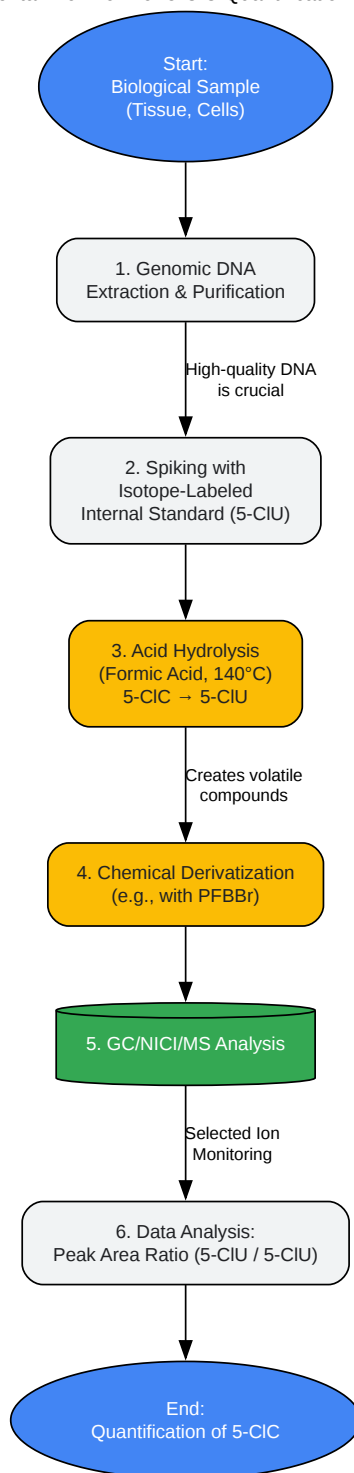 Start:
Biological Sample
(Tissue, Cells)
1. Genomic DNA
Extraction & Purification
High-quality DNA
is crucial
2. Spiking with
Isotope-Labeled
Internal Standard (5-ClU)
3. Acid Hydrolysis
(Formic Acid, 140°C)
5-ClC → 5-ClU
Creates volatile
compounds
4. Chemical Derivatization
(e.g., with PFBBr)
5. GC/NICI/MS Analysis
Selected Ion
Monitoring
6. Data Analysis:
Peak Area Ratio (5-ClU / 5-ClU)
End:
Quantification of 5-ClC